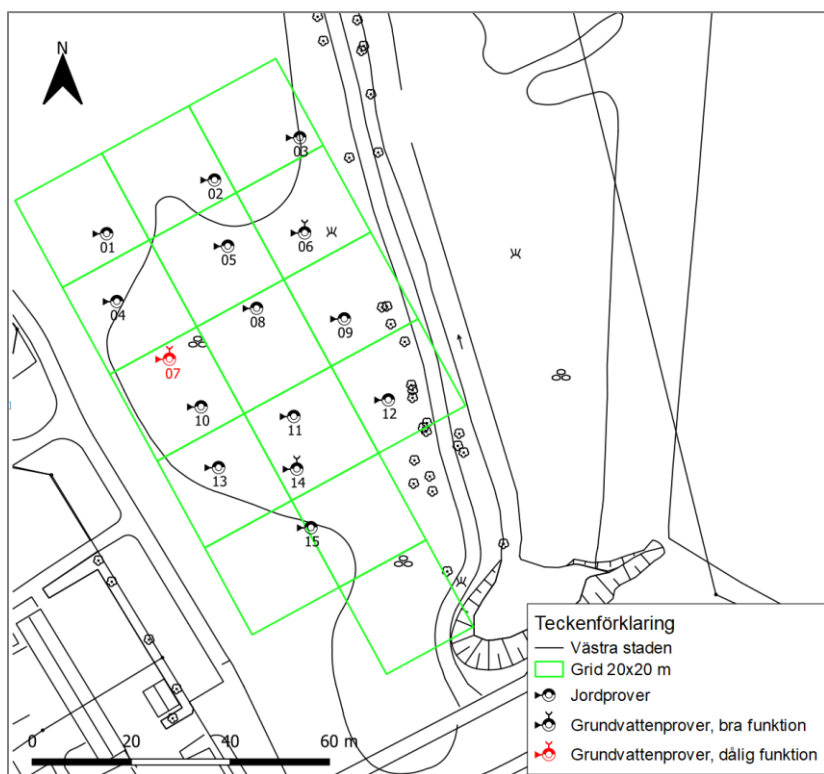 N
03
02
01
06
05
04
08
09
07
10
12
11
13
14
15
Teckenförklaring
Västra staden
Grid 20x20 m
Jordprover
Grundvattenprover, bra funktion
Grundvattenprover, dålig funktion
0 20 40 60 m